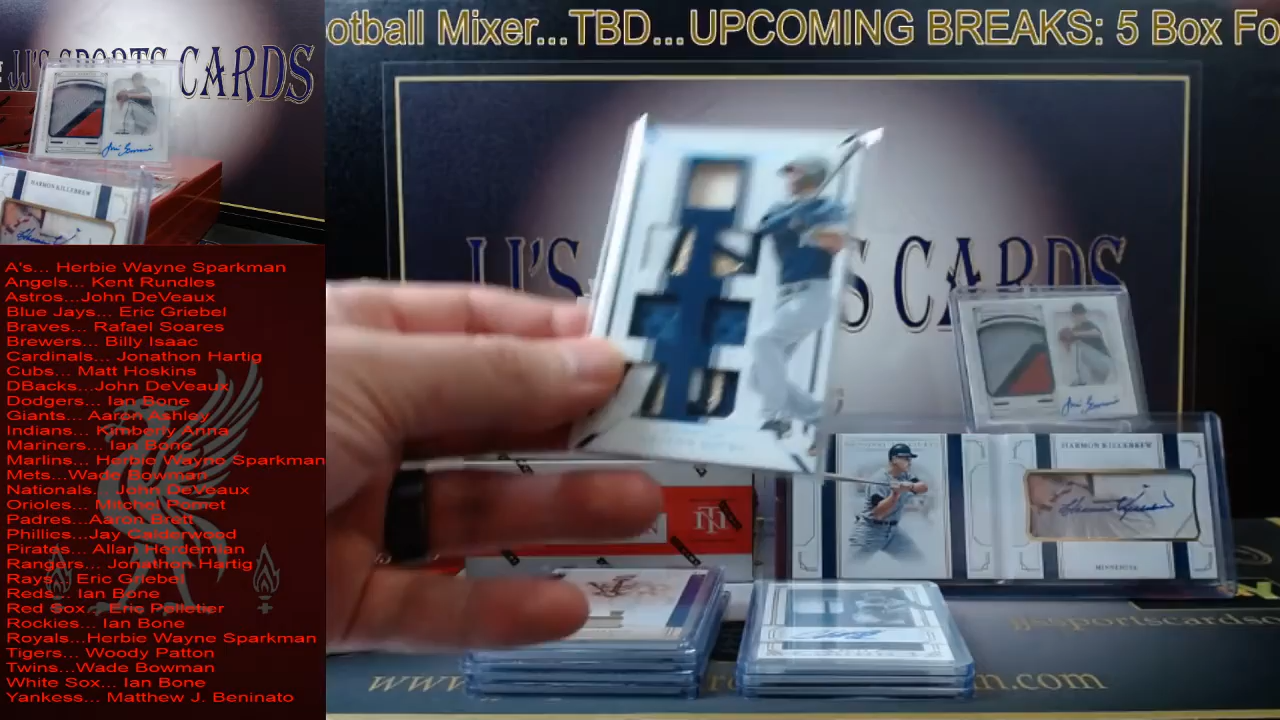 otball Mixer...TBD...UPCOMING BREAKS: 5 Box Fo
JJ'S SPORTS CARDS
HARMON KILLEBREW
A's... Herbie Wayne Sparkman
Angels... Kent Rundles
Astros...John DeVeaux
Blue Jays... Eric Griebel
Braves... Rafael Soares
Brewers... Billy Isaac
Cardinals... Jonathon Hartig
Cubs... Matt Hoskins
DBacks...John DeVeaux
Dodgers... Ian Bone
Giants... Aaron Ashley
Indians... Kimberly Anna
Mariners... Ian Bone
Marlins... Herbie Wayne Sparkman
Mets...Wade Bowman
Nationals... John DeVeaux
Orioles... Mitchel Pomet
Padres...Aaron Brett
Phillies...Jay Calderwood
Pirates... Allan Herdemian
Rangers... Jonathon Hartig
Rays... Eric Griebel
Reds... Ian Bone
Red Sox... Eric Pelletier
Rockies... Ian Bone
Royals...Herbie Wayne Sparkman
Tigers... Woody Patton
Twins...Wade Bowman
White Sox... Ian Bone
Yankess... Matthew J. Beninato
JJ'S S CARDS
HARMON KILLEBREW
MINNESOTA